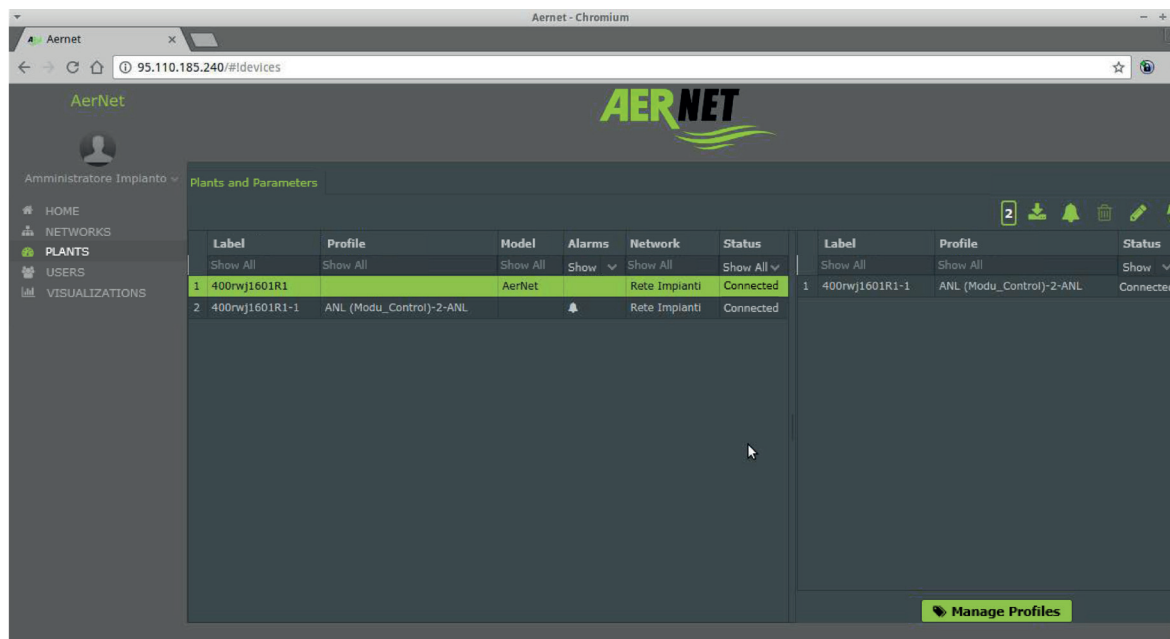 Aernet - Chromium
Aernet
95.110.185.240/#!devices
AerNet
AERNET
Amministratore Impianto
Plants and Parameters
HOME
NETWORKS
PLANTS
USERS
VISUALIZATIONS
2
Label Profile Model Alarms Network Status Label Profile Status
Show All Show All Show All Show Show All Show All Show All Show All Show
1 400rwj1601R1 AerNet Rete Impianti Connected 1 400rwj1601R1-1 ANL (Modu_Control)-2-ANL Connected
2 400rwj1601R1-1 ANL (Modu_Control)-2-ANL Rete Impianti Connected
Manage Profiles